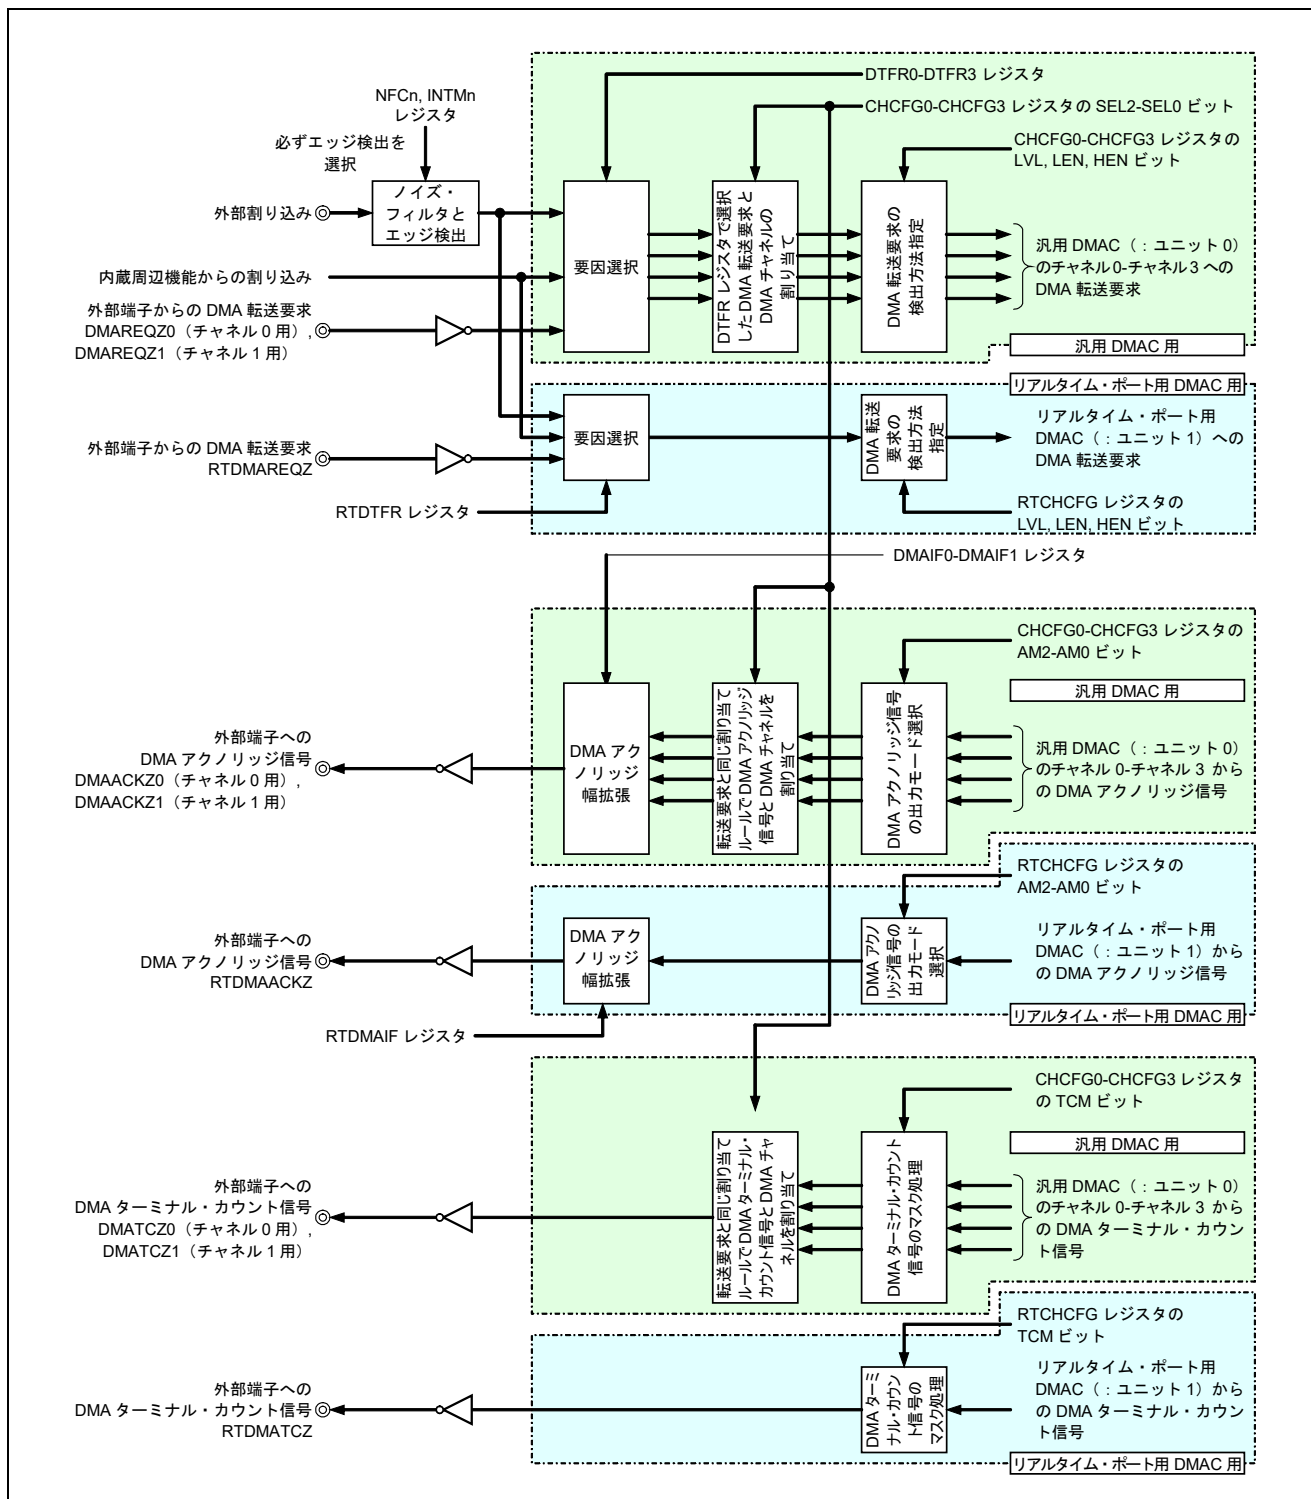 DTFR0-DTFR3 レジスタ
NFCn, INTMn
レジスタ
CHCFG0-CHCFG3 レジスタの SEL2-SEL0 ビット
必ずエッジ検出を
選択
CHCFG0-CHCFG3 レジスタの
LVL, LEN, HEN ビット
外部割り込み
ノイズ・
フィルタと
エッジ検出
要因選択
DTFR レジスタで選択
した DMA 転送要求と
DMA チャネルの
割り当て
DMA 転送要求の
検出方法指定
汎用 DMAC（：ユニット 0）
のチャネル 0-チャネル 3 への
DMA 転送要求
内蔵周辺機能からの割り込み
外部端子からの DMA 転送要求
DMAREQZ0（チャネル 0 用）,
DMAREQZ1（チャネル 1 用）
汎用 DMAC 用
リアルタイム・ポート用 DMAC 用
外部端子からの DMA 転送要求
RTDMAREQZ
要因選択
DMA 転送
要求の
検出方法
指定
リアルタイム・ポート用
DMAC（：ユニット 1）への
DMA 転送要求
RTDTFR レジスタ
RTCHCFG レジスタの
LVL, LEN, HEN ビット
DMAIF0-DMAIF1 レジスタ
CHCFG0-CHCFG3 レジスタの
AM2-AM0 ビット
汎用 DMAC 用
外部端子への
DMA アクノリッジ信号
DMAACKZ0（チャネル 0 用）,
DMAACKZ1（チャネル 1 用）
DMA アク
ノリッジ
幅拡張
転送要求と同じ割り当て
ルールで DMA アクノリッジ
信号と DMA チャネルを
割り当て
DMA アクノリッジ信号
の出力モード選択
汎用 DMAC（：ユニット 0）
のチャネル 0-チャネル 3 から
の DMA アクノリッジ信号
RTCHCFG レジスタの
AM2-AM0 ビット
外部端子への
DMA アクノリッジ信号
RTDMAACKZ
DMA アク
ノリッジ
幅拡張
DMA アクノ
リッジ信号の
出力モード
選択
リアルタイム・ポート用
DMAC（：ユニット 1）から
の DMA アクノリッジ信号
リアルタイム・ポート用 DMAC 用
RTDMAIF レジスタ
CHCFG0-CHCFG3 レジスタ
の TCM ビット
汎用 DMAC 用
外部端子への
DMA ターミナル・カウント信号
DMATCZ0（チャネル 0 用）,
DMATCZ1（チャネル 1 用）
転送要求と同じ割り当て
ルールで DMA ターミナル・
カウント信号と DMA チャ
ネルを割り当て
DMA ターミナル・カウント
信号のマスク処理
汎用 DMAC（：ユニット 0）
のチャネル 0-チャネル 3 から
の DMA ターミナル・カウン
ト信号
RTCHCFG レジスタの
TCM ビット
外部端子への
DMA ターミナル・カウント信号
RTDMATCZ
DMA ターミ
ナル・カウン
ト信号の
マスク処理
リアルタイム・ポート用
DMAC（：ユニット 1）から
の DMA ターミナル・カウン
ト信号
リアルタイム・ポート用 DMAC 用